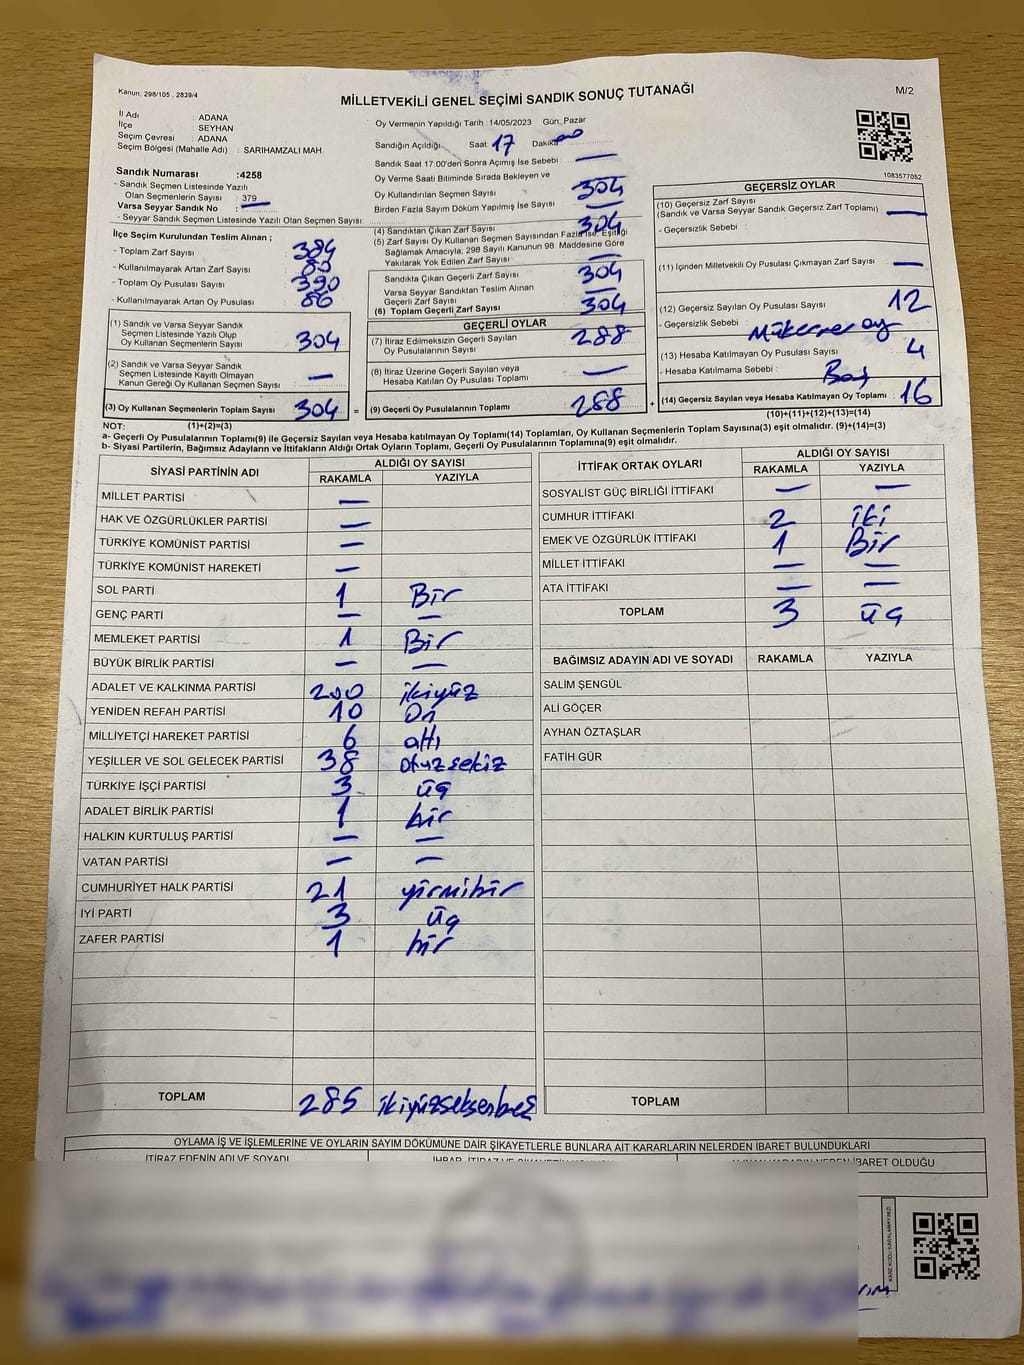 Kanun. 298/105 , 2839/4
MİLLETVEKİLİ GENEL SEÇİMİ SANDIK SONUÇ TUTANAĞI
M/2
İl Adı : ADANA
İlçe : SEYHAN
Seçim Çevresi : ADANA
Seçim Bölgesi (Mahalle Adı) : SARIHAMZALI MAH.
Sandık Numarası :4258
- Sandık Seçmen Listesinde Yazılı
Olan Seçmenlerin Sayısı : 379
Varsa Seyyar Sandık No : —
- Seyyar Sandık Seçmen Listesinde Yazılı Olan Seçmen Sayısı:
Oy Vermenin Yapıldığı Tarih :14/05/2023 Gün: Pazar
Sandığın Açıldığı Saat: 17 Dakika: 00
Sandık Saat 17.00'den Sonra Açımış İse Sebebi : —
Oy Verme Saati Bitiminde Sırada Bekleyen ve
Oy Kullandırılan Seçmen Sayısı 304
Birden Fazla Sayım Döküm Yapılmış İse Sayısı : —
(4) Sandıktan Çıkan Zarf Sayısı 304
(5) Zarf Sayısı Oy Kullanan Seçmen Sayısından Fazla İse, Eşitliği
Sağlamak Amacıyla, 298 Sayılı Kanunun 98. Maddesine Göre
Yakılarak Yok Edilen Zarf Sayısı : —
1083577052
İlçe Seçim Kurulundan Teslim Alınan ;
- Toplam Zarf Sayısı : 384
- Kullanılmayarak Artan Zarf Sayısı :
- Toplam Oy Pusulası Sayısı : 390
- Kullanılmayarak Artan Oy Pusulası : 86
(1) Sandık ve Varsa Seyyar Sandık
Seçmen Listesinde Yazılı Olup
Oy Kullanan Seçmenlerin Sayısı : 304
(2) Sandık ve Varsa Seyyar Sandık
Seçmen Listesinde Kayıtlı Olmayan
Kanun Gereği Oy Kullanan Seçmen Sayısı : —
(3) Oy Kullanan Seçmenlerin Toplam Sayısı : 304
(1)+(2)=(3)
Sandıkta Çıkan Geçerli Zarf Sayısı : 304
Varsa Seyyar Sandıktan Teslim Alınan
Geçerli Zarf Sayısı : —
(6) Toplam Geçerli Zarf Sayısı : 304
GEÇERLİ OYLAR
(7) İtiraz Edilmeksizin Geçerli Sayılan
Oy Pusulalarının Sayısı : 288
(8) İtiraz Üzerine Geçerli Sayılan veya
Hesaba Katılan Oy Pusulası Toplamı : —
= (9) Geçerli Oy Pusulalarının Toplamı : 288
GEÇERSİZ OYLAR
(10) Geçersiz Zarf Sayısı
(Sandık ve Varsa Seyyar Sandık Geçersiz Zarf Toplamı) : —
- Geçersizlik Sebebi :
(11) İçinden Milletvekili Oy Pusulası Çıkmayan Zarf Sayısı : —
(12) Geçersiz Sayılan Oy Pusulası Sayısı : 12
- Geçersizlik Sebebi : Mükerrer oy
(13) Hesaba Katılmayan Oy Pusulası Sayısı : 4
- Hesaba Katılmama Sebebi : Boş
+ (14) Geçersiz Sayılan veya Hesaba Katılmayan Oy Toplamı : 16
(10)+(11)+(12)+(13)=(14)
NOT:
a- Geçerli Oy Pusulalarının Toplamı(9) ile Geçersiz Sayılan veya Hesaba katılmayan Oy Toplamı(14) Toplamları, Oy Kullanan Seçmenlerin Toplam Sayısına(3) eşit olmalıdır. (9)+(14)=(3)
b- Siyasi Partilerin, Bağımsız Adayların ve İttifakların Aldığı Ortak Oyların Toplamı, Geçerli Oy Pusulalarının Toplamına(9) eşit olmalıdır.
SİYASİ PARTİNİN ADI ALDIĞI OY SAYISI
RAKAMLA YAZIYLA
MİLLET PARTİSİ —
HAK VE ÖZGÜRLÜKLER PARTİSİ —
TÜRKİYE KOMÜNİST PARTİSİ —
TÜRKİYE KOMÜNİST HAREKETİ —
SOL PARTİ 1 Bir
GENÇ PARTİ — —
MEMLEKET PARTİSİ 1 Bir
BÜYÜK BİRLİK PARTİSİ — —
ADALET VE KALKINMA PARTİSİ 200 ikiyüz
YENİDEN REFAH PARTİSİ 10 On
MİLLİYETÇİ HAREKET PARTİSİ 6 altı
YEŞİLLER VE SOL GELECEK PARTİSİ 38 otuzsekiz
TÜRKİYE İŞÇİ PARTİSİ 3 üç
ADALET BİRLİK PARTİSİ 1 bir
HALKIN KURTULUŞ PARTİSİ — —
VATAN PARTİSİ — —
CUMHURİYET HALK PARTİSİ 21 yirmibir
İYİ PARTİ 3 üç
ZAFER PARTİSİ 1 bir
TOPLAM 285 ikiyüzseksenbeş
İTTİFAK ORTAK OYLARI ALDIĞI OY SAYISI
RAKAMLA YAZIYLA
SOSYALİST GÜÇ BİRLİĞİ İTTİFAKI — —
CUMHUR İTTİFAKI 2 iki
EMEK VE ÖZGÜRLÜK İTTİFAKI 1 Bir
MİLLET İTTİFAKI — —
ATA İTTİFAKI — —
TOPLAM 3 üç
BAĞIMSIZ ADAYIN ADI VE SOYADI RAKAMLA YAZIYLA
SALİM ŞENGÜL
ALİ GÖÇER
AYHAN ÖZTAŞLAR
FATİH GÜR
TOPLAM
OYLAMA İŞ VE İŞLEMLERİNE VE OYLARIN SAYIM DÖKÜMÜNE DAİR ŞİKAYETLERLE BUNLARA AİT KARARLARIN NELERDEN İBARET BULUNDUKLARI
İTİRAZ EDENİN ADI VE SOYADI
İBARET OLDUĞU
KARE KODU KARALAMAYINIZ!